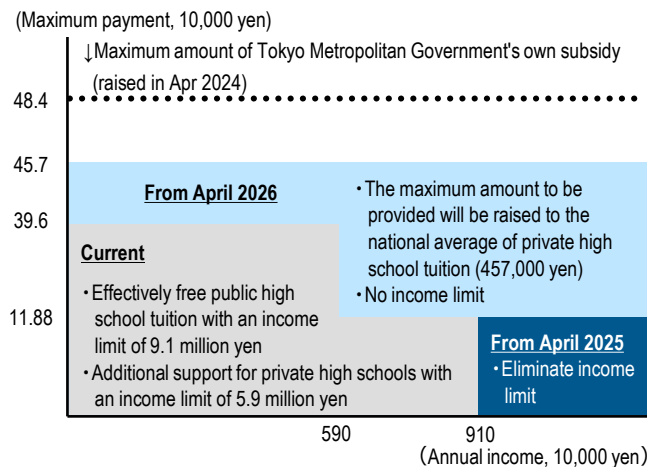 (Maximum payment, 10,000 yen)
↓Maximum amount of Tokyo Metropolitan Government's own subsidy
(raised in Apr 2024)
48.4
45.7
39.6
11.88
From April 2026
・The maximum amount to be
provided will be raised to the
national average of private high
school tuition (457,000 yen)
・No income limit
Current
・Effectively free public high
school tuition with an income
limit of 9.1 million yen
・Additional support for private high schools with
an income limit of 5.9 million yen
From April 2025
・Eliminate income
limit
590
910
(Annual income, 10,000 yen)